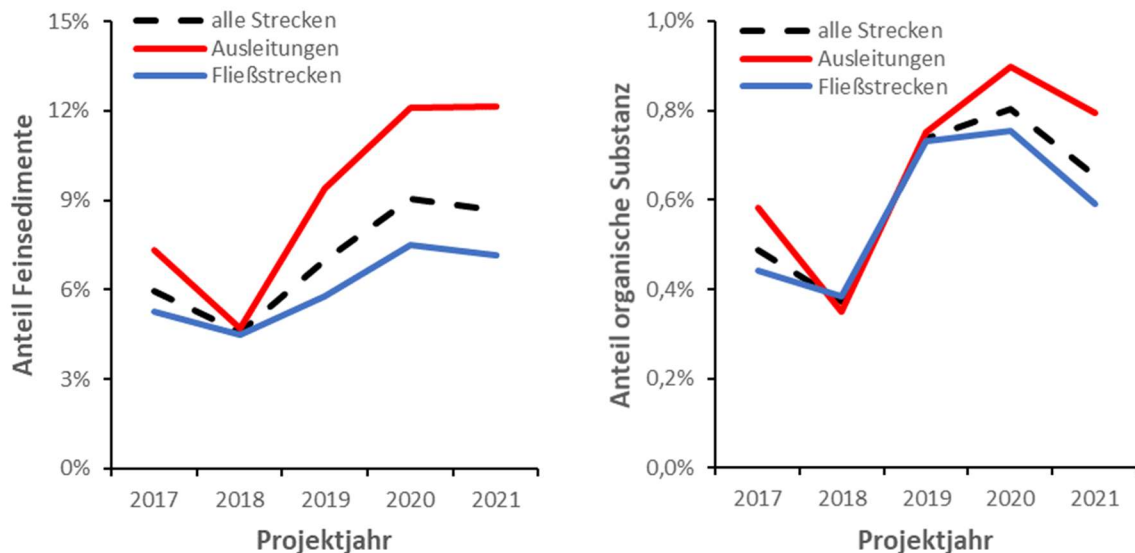 15%
12%
9%
6%
3%
0%
Anteil Feinsedimente
alle Strecken
Ausleitungen
Fließstrecken
2017 2018 2019 2020 2021
Projektjahr
1,0%
0,8%
0,6%
0,4%
0,2%
0,0%
Anteil organische Substanz
alle Strecken
Ausleitungen
Fließstrecken
2017 2018 2019 2020 2021
Projektjahr